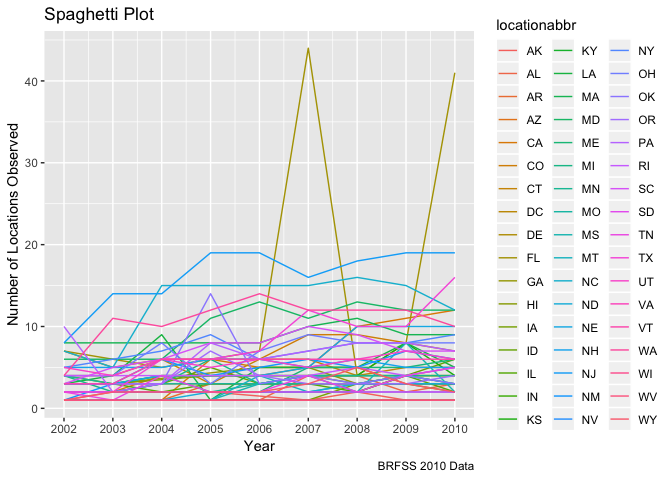 Spaghetti Plot
Number of Locations Observed
40
30
20
10
0
2002 2003 2004 2005 2006 2007 2008 2009 2010
Year
BRFSS 2010 Data
locationabbr
AK KY NY
AL LA OH
AR MA OK
AZ MD OR
CA ME PA
CO MI RI
CT MN SC
DC MO SD
DE MS TN
FL MT TX
GA NC UT
HI ND VA
IA NE VT
ID NH WA
IL NJ WI
IN NM WV
KS NV WY